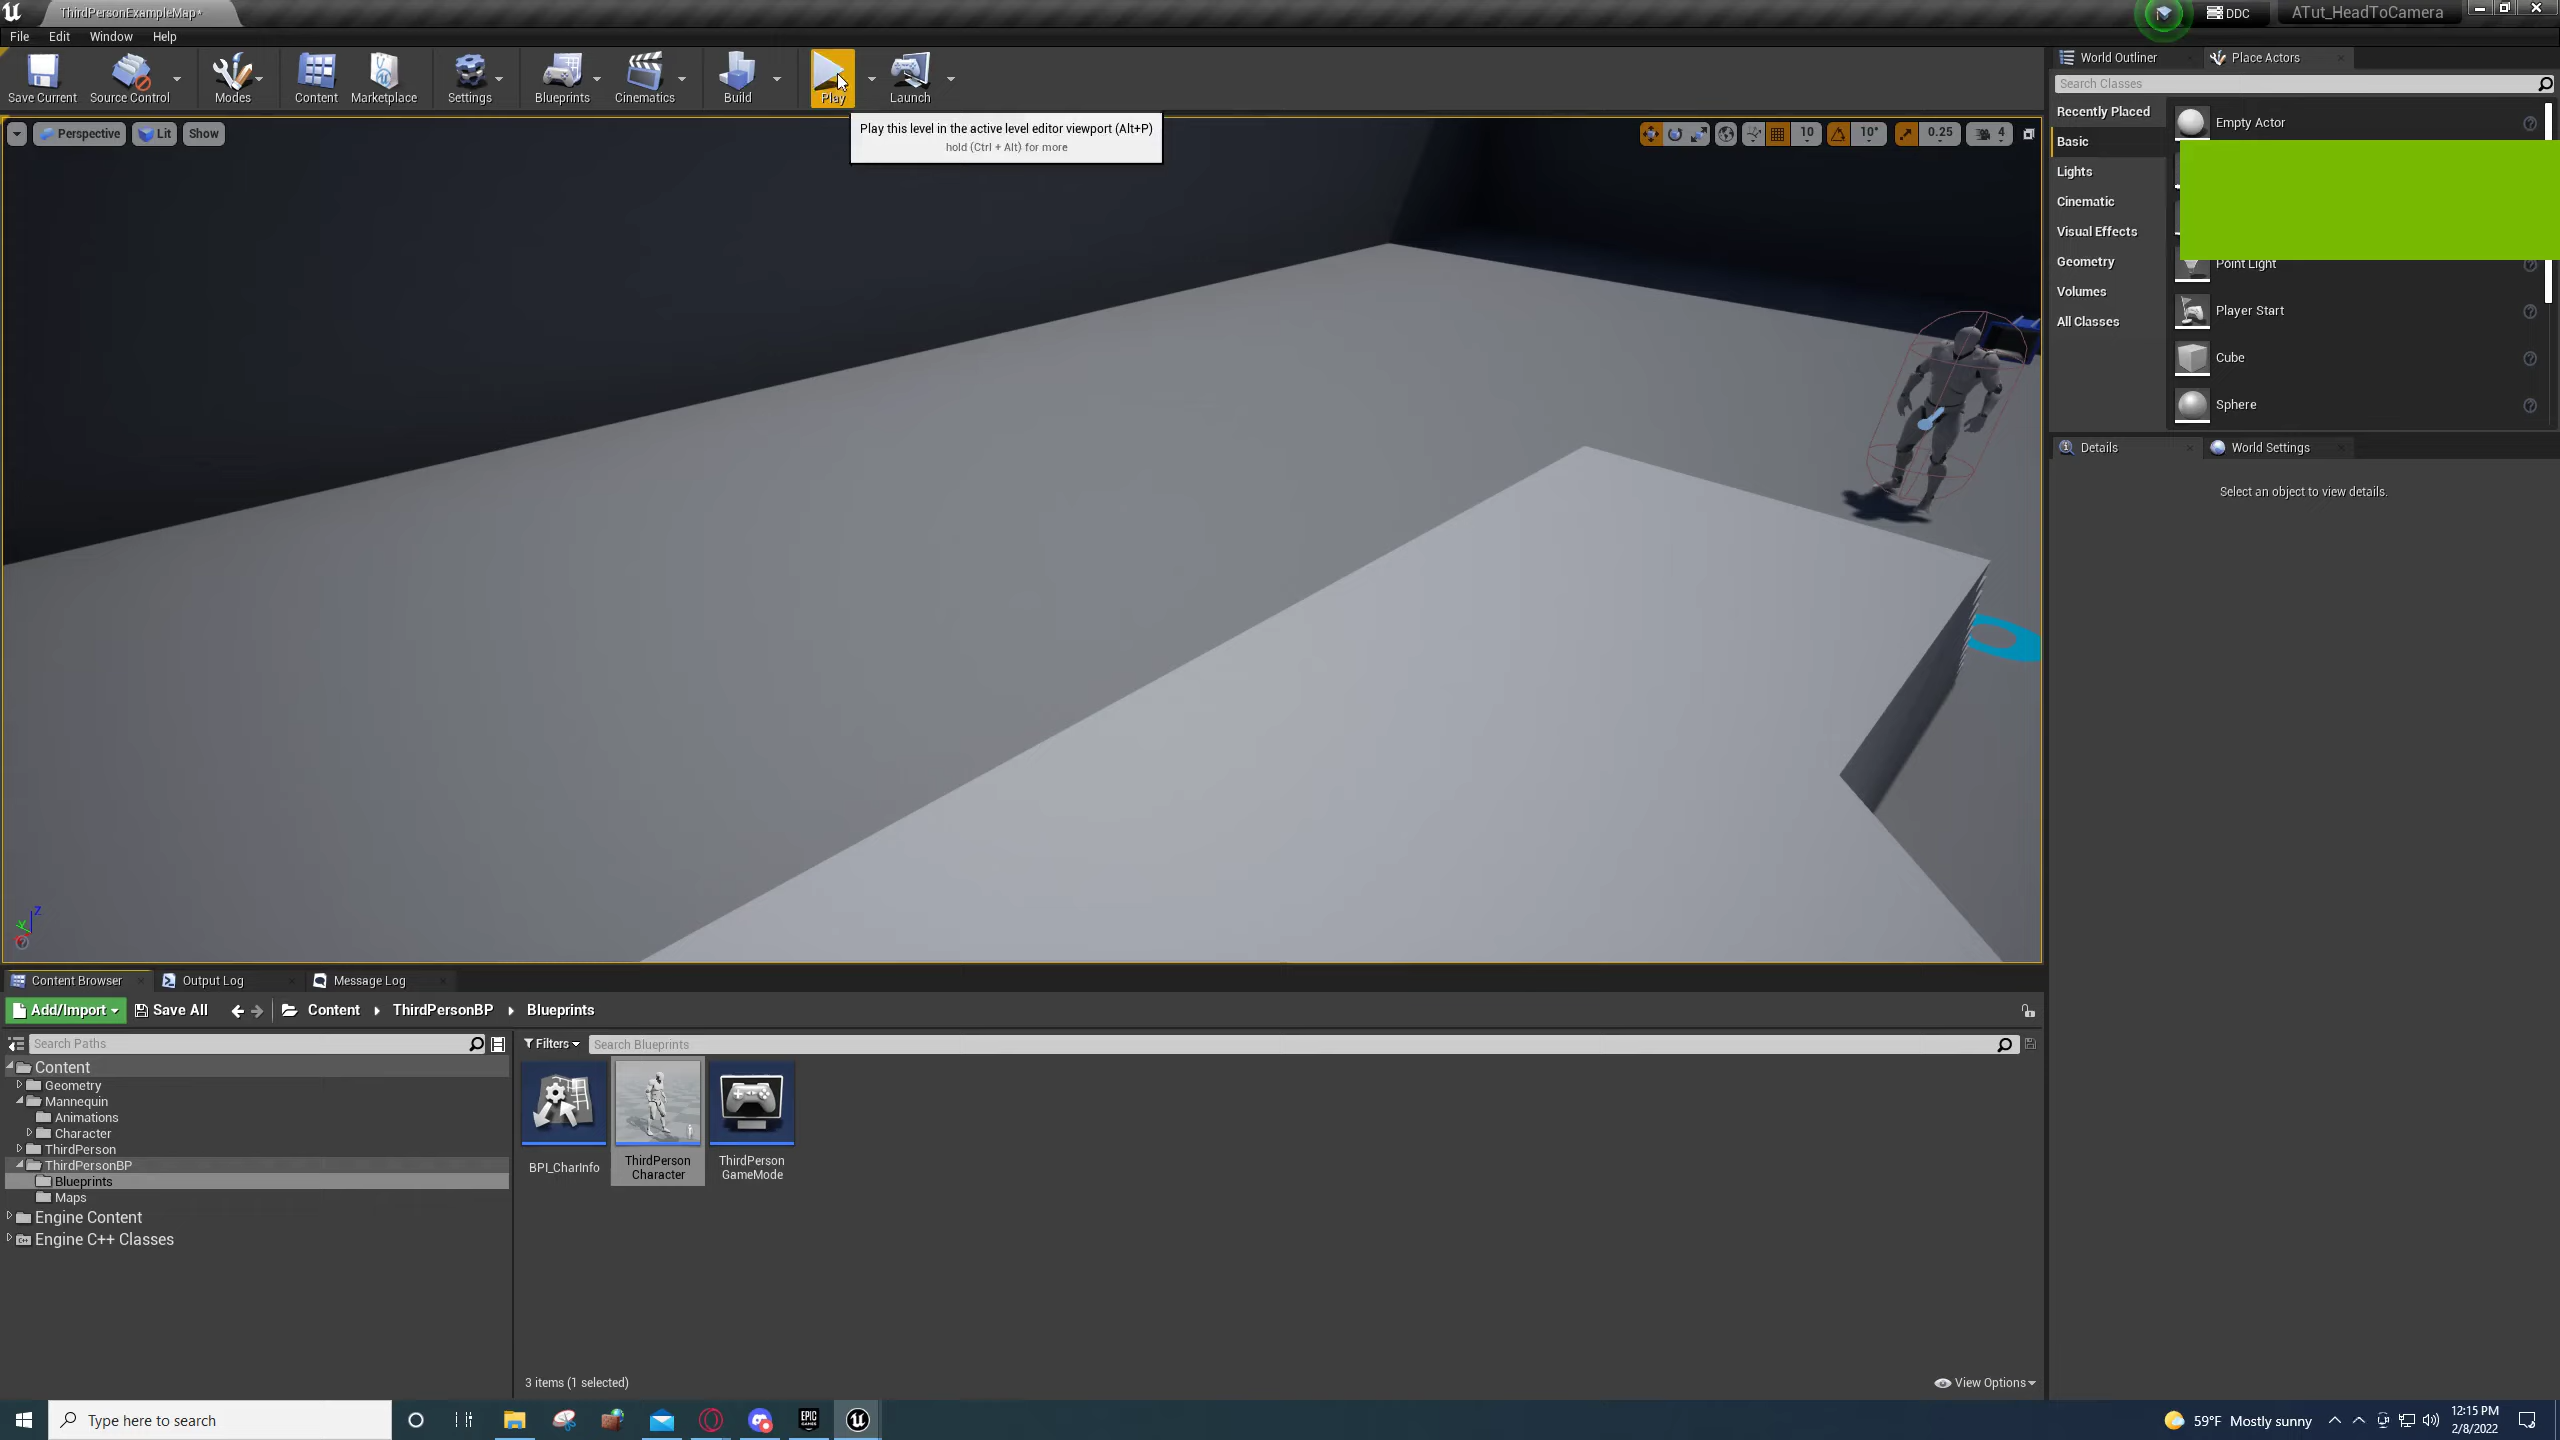 ThirdPersonExampleMap*
DDC
ATut_HeadToCamera
File Edit Window Help
Save Current
Source Control
Modes
Content
Marketplace
Settings
Blueprints
Cinematics
Build
Play
Launch
World Outliner
Place Actors
Search Classes
Play this level in the active level editor viewport (Alt+P)
hold (Ctrl + Alt) for more
Perspective
Lit
Show
10
10°
0.25
4
Recently Placed
Basic
Lights
Cinematic
Visual Effects
Geometry
Volumes
All Classes
Empty Actor
Point Light
Player Start
Cube
Sphere
Details
World Settings
Select an object to view details.
Z
Y
Content Browser
Output Log
Message Log
Add/Import
Save All
Content
ThirdPersonBP
Blueprints
Search Paths
Filters
Search Blueprints
Content
Geometry
Mannequin
Animations
Character
ThirdPerson
ThirdPersonBP
Blueprints
Maps
Engine Content
Engine C++ Classes
BPI_CharInfo
ThirdPerson
Character
ThirdPerson
GameMode
3 items (1 selected)
View Options
Type here to search
EPIC
GAMES
59°F Mostly sunny
12:15 PM
2/8/2022